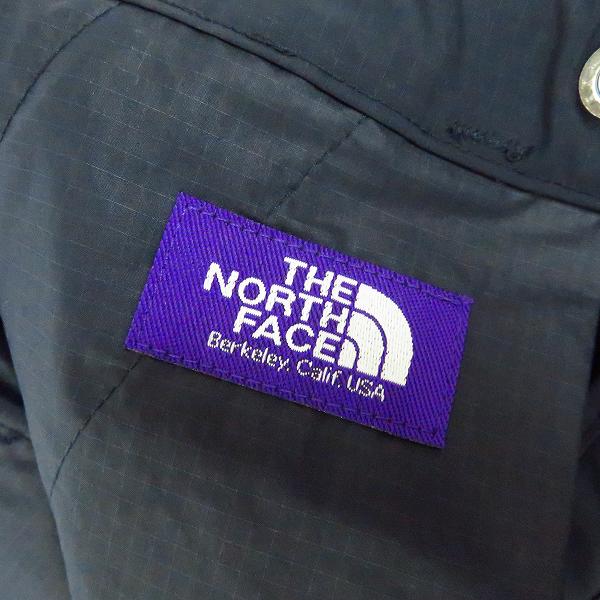 THE
NORTH
FACE
Berkeley. Calif. USA